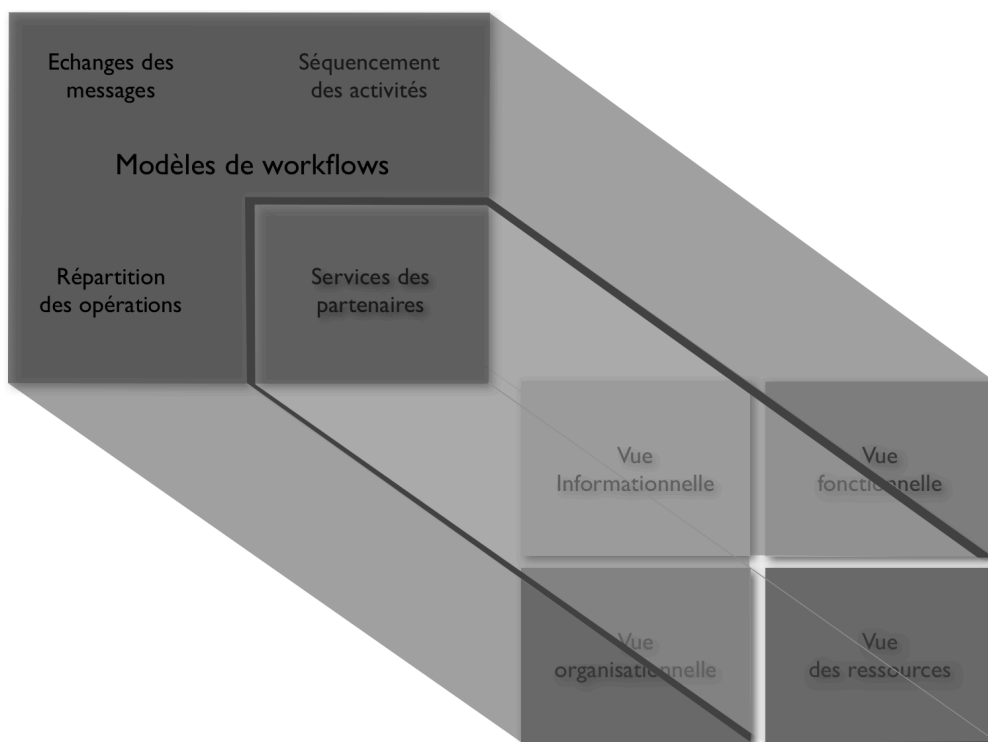 Echanges des
messages
Séquencement
des activités
Modèles de workflows
Répartition
des opérations
Services des
partenaires
Vue
Informationnelle
Vue
fonctionnelle
Vue
organisationnelle
Vue
des ressources